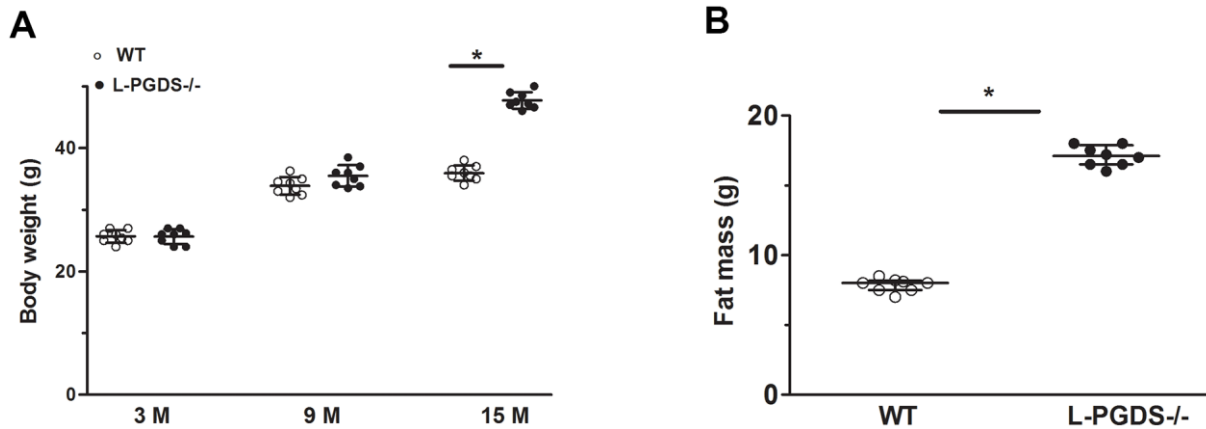 A
WT
L-PGDS-/-
*
Body weight (g)
40
20
0
3 M 9 M 15 M
B
*
Fat mass (g)
20
10
0
WT L-PGDS-/-